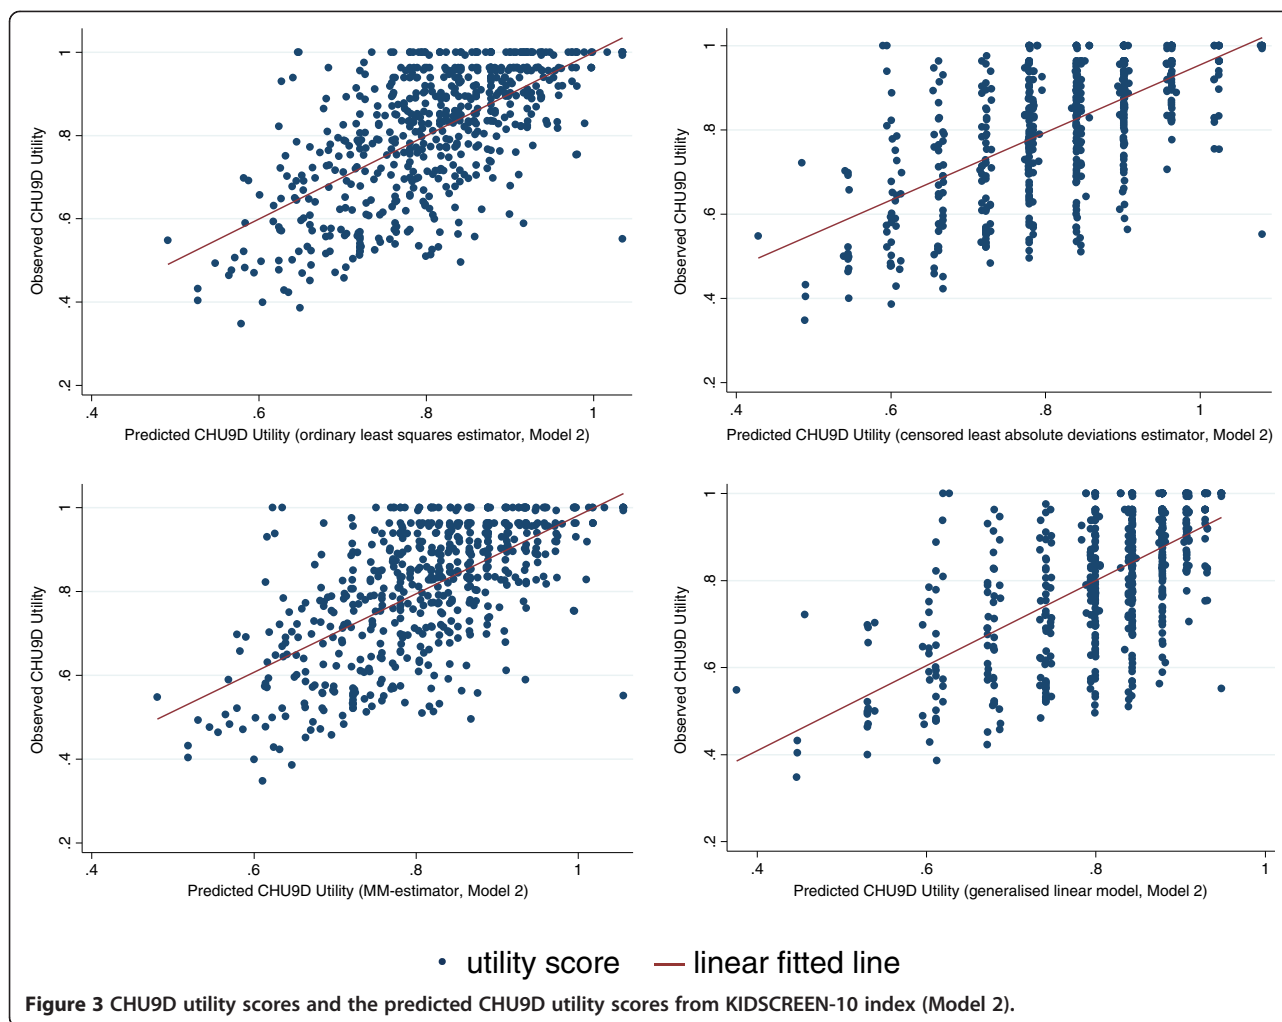 Observed CHU9D Utility
1
.8
.6
.4
.2
.4 .6 .8 1
Predicted CHU9D Utility (ordinary least squares estimator, Model 2)
Observed CHU9D Utility
1
.8
.6
.4
.2
.4 .6 .8 1
Predicted CHU9D Utility (censored least absolute deviations estimator, Model 2)
Observed CHU9D Utility
1
.8
.6
.4
.2
.4 .6 .8 1
Predicted CHU9D Utility (MM-estimator, Model 2)
Observed CHU9D Utility
1
.8
.6
.4
.2
.4 .6 .8 1
Predicted CHU9D Utility (generalised linear model, Model 2)
utility score linear fitted line
Figure 3 CHU9D utility scores and the predicted CHU9D utility scores from KIDSCREEN-10 index (Model 2).